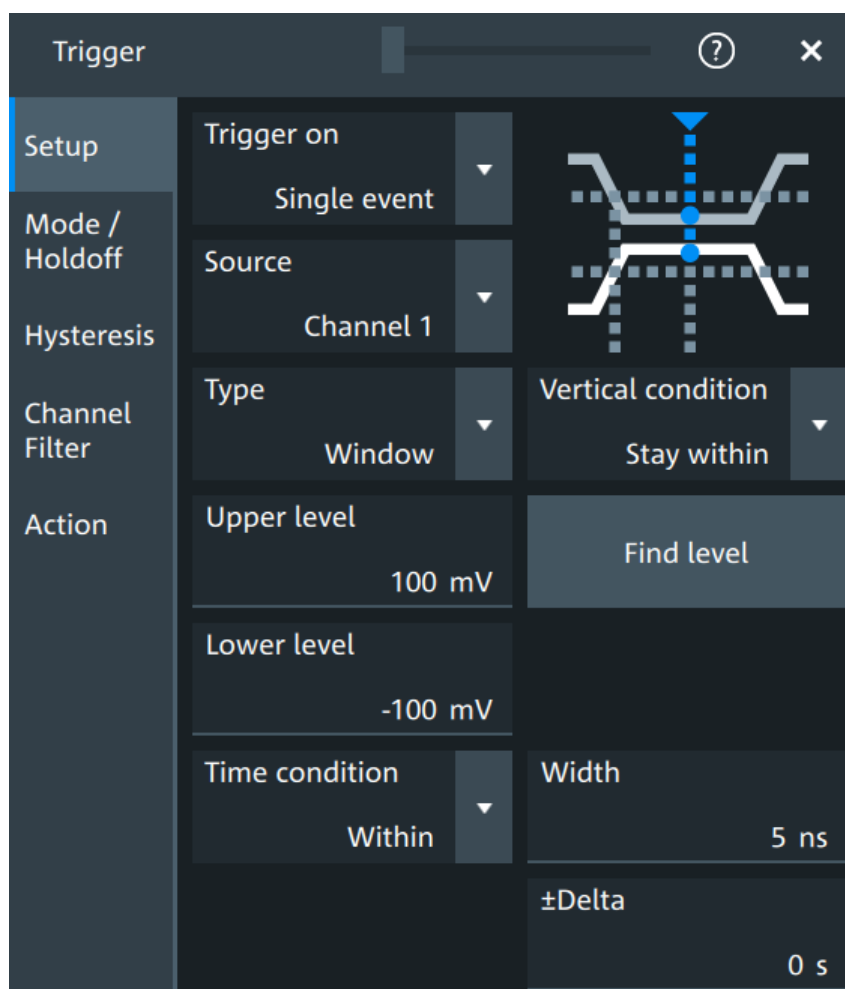 Trigger
?
Setup
Mode /
Holdoff
Hysteresis
Channel
Filter
Action
Trigger on
Single event
Source
Channel 1
Type
Window
Vertical condition
Stay within
Upper level
100 mV
Find level
Lower level
-100 mV
Time condition
Within
Width
5 ns
±Delta
0 s